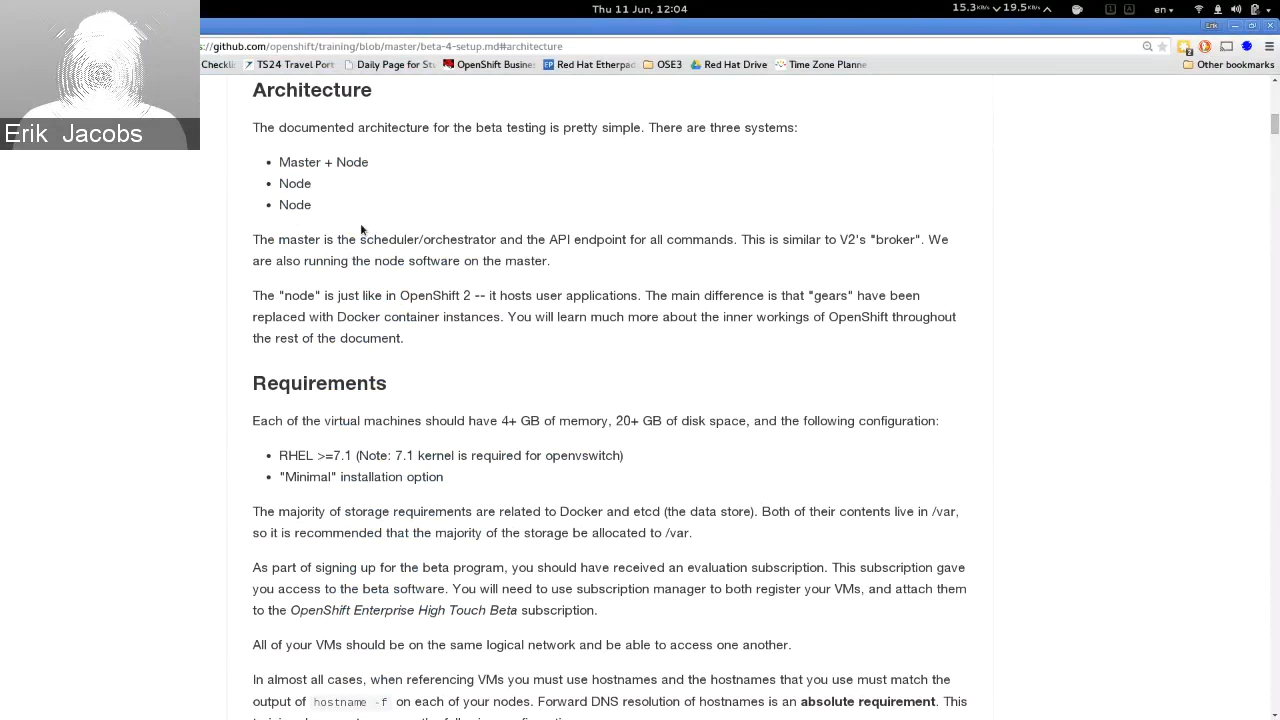 Thu 11 Jun, 12:04
15.3 KB/s 19.5 KB/s
en
Erik
s://github.com/openshift/training/blob/master/beta-4-setup.md#architecture
Checkli
TS24 Travel Port
Daily Page for St
OpenShift Busine
Red Hat Etherpad
OSE3
Red Hat Drive
Time Zone Planne
Other bookmarks
Erik Jacobs
Architecture
The documented architecture for the beta testing is pretty simple. There are three systems:
Master + Node
Node
Node
The master is the scheduler/orchestrator and the API endpoint for all commands. This is similar to V2's "broker". We
are also running the node software on the master.
The "node" is just like in OpenShift 2 -- it hosts user applications. The main difference is that "gears" have been
replaced with Docker container instances. You will learn much more about the inner workings of OpenShift throughout
the rest of the document.
Requirements
Each of the virtual machines should have 4+ GB of memory, 20+ GB of disk space, and the following configuration:
RHEL >=7.1 (Note: 7.1 kernel is required for openvswitch)
"Minimal" installation option
The majority of storage requirements are related to Docker and etcd (the data store). Both of their contents live in /var,
so it is recommended that the majority of the storage be allocated to /var.
As part of signing up for the beta program, you should have received an evaluation subscription. This subscription gave
you access to the beta software. You will need to use subscription manager to both register your VMs, and attach them
to the OpenShift Enterprise High Touch Beta subscription.
All of your VMs should be on the same logical network and be able to access one another.
In almost all cases, when referencing VMs you must use hostnames and the hostnames that you use must match the
output of hostname -f on each of your nodes. Forward DNS resolution of hostnames is an absolute requirement. This